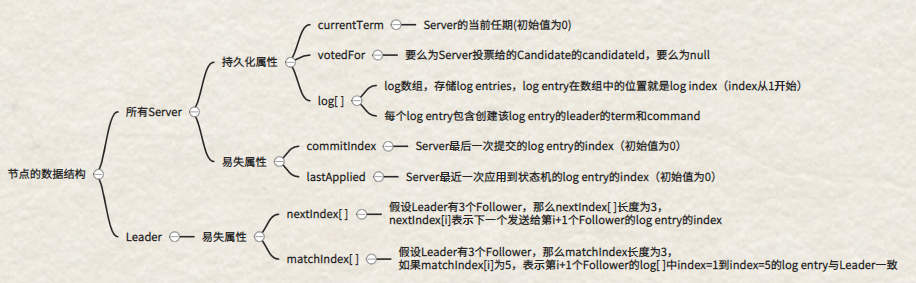 节点的数据结构
所有Server
持久化属性
currentTerm
Server的当前任期(初始值为0)
votedFor
要么为Server投票给的Candidate的candidateId，要么为null
log[ ]
log数组，存储log entries，log entry在数组中的位置就是log index（index从1开始）
每个log entry包含创建该log entry的leader的term和command
易失属性
commitIndex
Server最后一次提交的log entry的index（初始值为0）
lastApplied
Server最近一次应用到状态机的log entry的index（初始值为0）
Leader
易失属性
nextIndex[ ]
假设Leader有3个Follower，那么nextIndex[ ]长度为3，
nextIndex[i]表示下一个发送给第i+1个Follower的log entry的index
matchIndex[ ]
假设Leader有3个Follower，那么matchIndex长度为3，
如果matchIndex[i]为5，表示第i+1个Follower的log[ ]中index=1到index=5的log entry与Leader一致